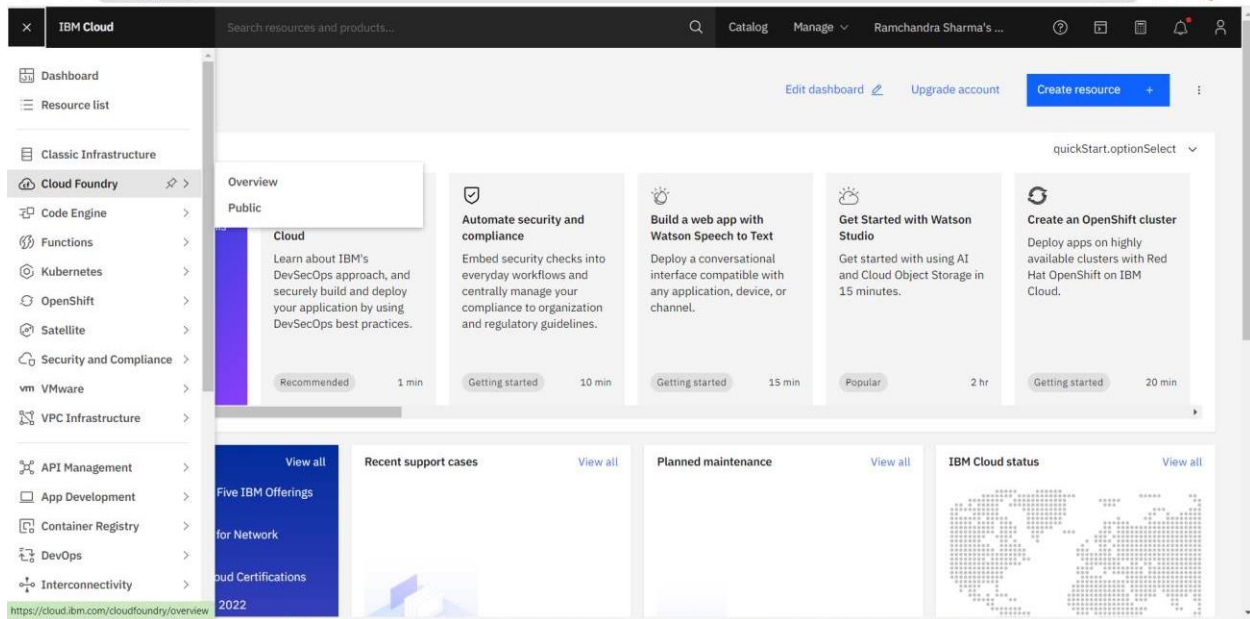 IBM Cloud
Search resources and products...
Catalog
Manage
Ramchandra Sharma's ...
Dashboard
Resource list
Classic Infrastructure
Cloud Foundry
Code Engine
Functions
Kubernetes
OpenShift
Satellite
Security and Compliance
vm VMware
VPC Infrastructure
API Management
App Development
Container Registry
DevOps
Interconnectivity
https://cloud.ibm.com/cloudfoundry/overview
Overview
Public
Edit dashboard
Upgrade account
Create resource +
quickStart.optionSelect
Cloud
Learn about IBM's
DevSecOps approach, and
securely build and deploy
your application by using
DevSecOps best practices.
Recommended
1 min
Automate security and
compliance
Embed security checks into
everyday workflows and
centrally manage your
compliance to organization
and regulatory guidelines.
Getting started
10 min
Build a web app with
Watson Speech to Text
Deploy a conversational
interface compatible with
any application, device, or
channel.
Getting started
15 min
Get Started with Watson
Studio
Get started with using AI
and Cloud Object Storage in
15 minutes.
Popular
2 hr
Create an OpenShift cluster
Deploy apps on highly
available clusters with Red
Hat OpenShift on IBM
Cloud.
Getting started
20 min
View all
Five IBM Offerings
for Network
oud Certifications
2022
Recent support cases
View all
Planned maintenance
View all
IBM Cloud status
View all